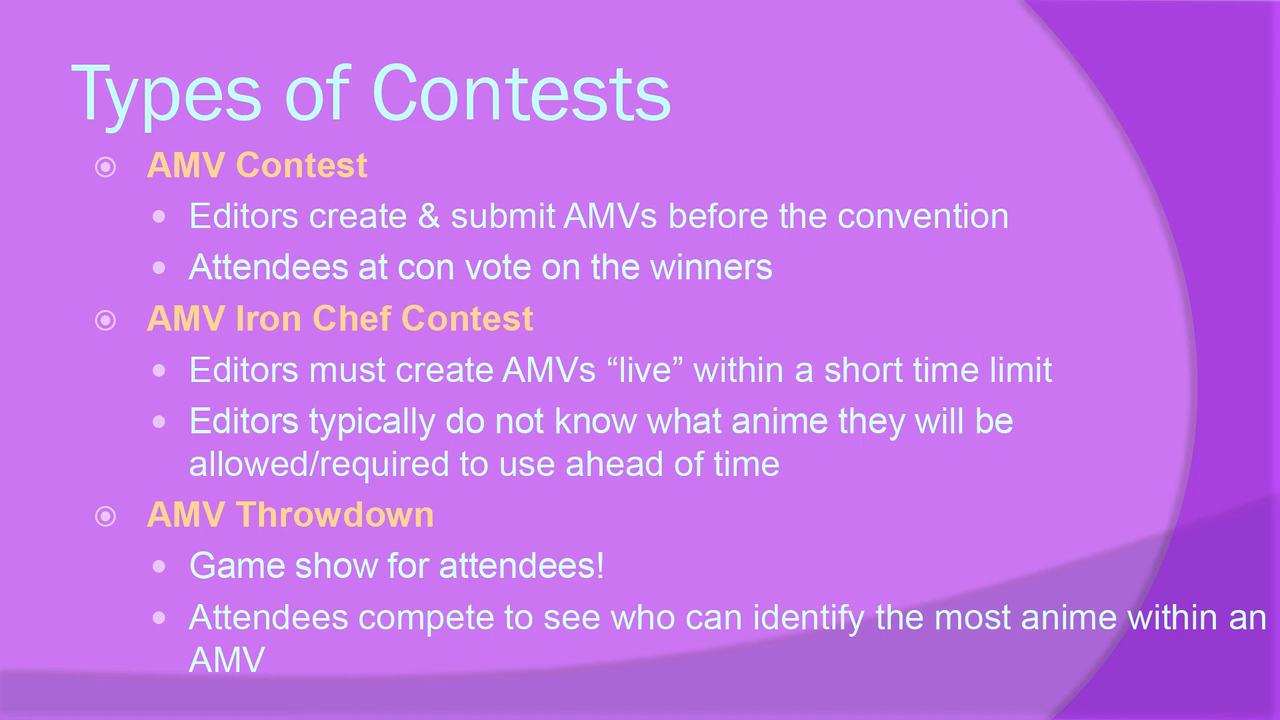 Types of Contests
AMV Contest
Editors create & submit AMVs before the convention
Attendees at con vote on the winners
AMV Iron Chef Contest
Editors must create AMVs “live” within a short time limit
Editors typically do not know what anime they will be
allowed/required to use ahead of time
AMV Throwdown
Game show for attendees!
Attendees compete to see who can identify the most anime within an
AMV